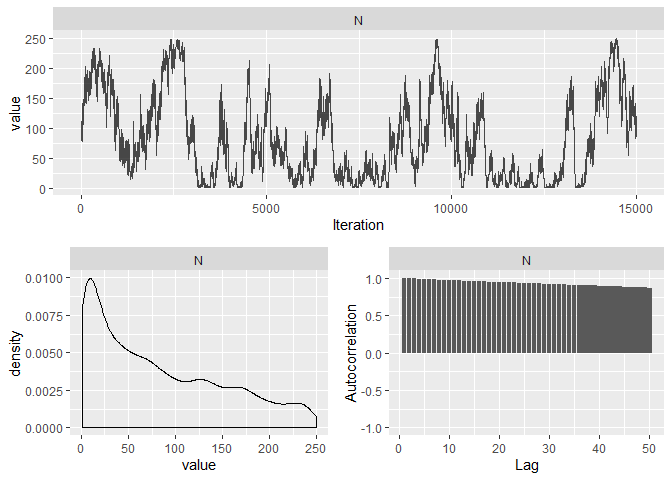 N
250
200
150
100
50
0
value
0 5000 10000 15000
Iteration
N
0.0100
0.0075
0.0050
0.0025
0.0000
density
0 50 100 150 200 250
value
N
1.0
0.5
0.0
-0.5
-1.0
Autocorrelation
0 10 20 30 40 50
Lag